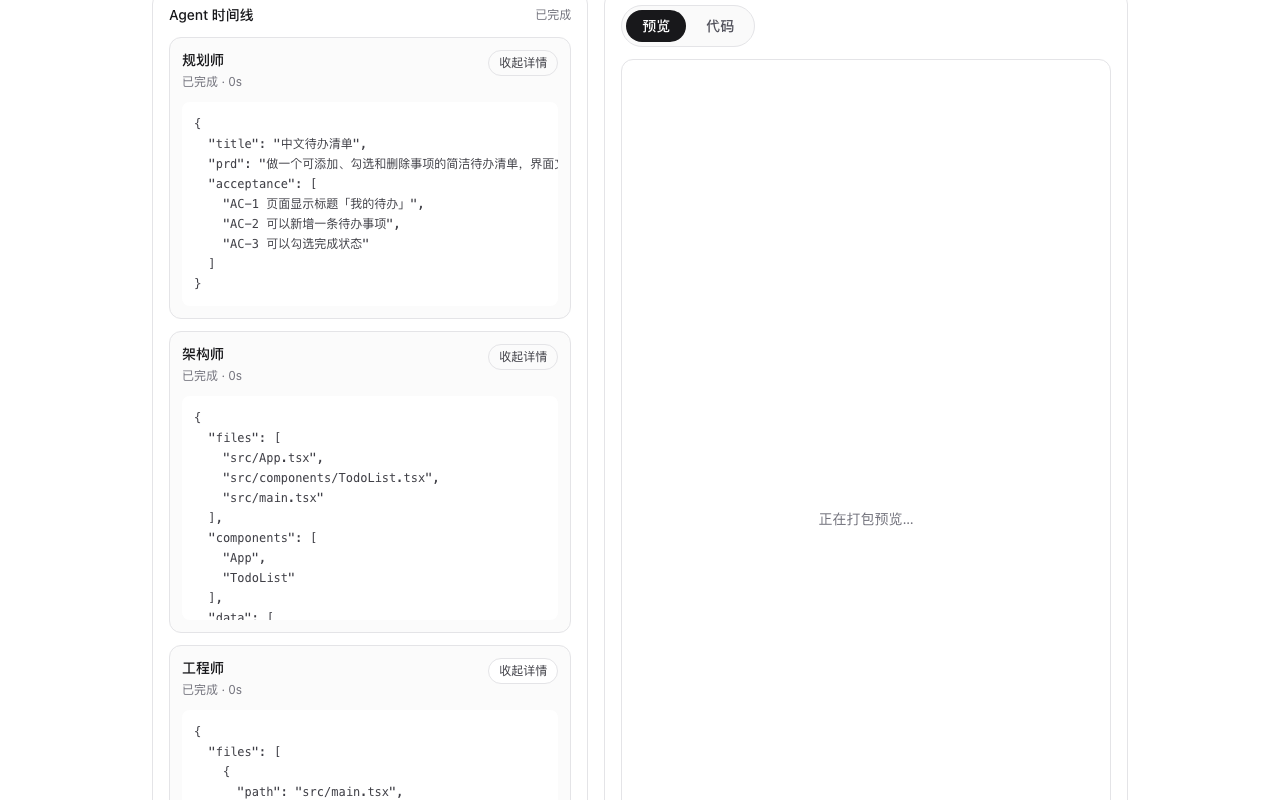 Agent 时间线
已完成
规划师
收起详情
已完成 · 0s
{
"title": "中文待办清单",
"prd": "做一个可添加、勾选和删除事项的简洁待办清单，界面
"acceptance": [
"AC-1 页面显示标题「我的待办」",
"AC-2 可以新增一条待办事项",
"AC-3 可以勾选完成状态"
]
}
架构师
收起详情
已完成 · 0s
{
"files": [
"src/App.tsx",
"src/components/TodoList.tsx",
"src/main.tsx"
],
"components": [
"App",
"TodoList"
],
"data": [
工程师
收起详情
已完成 · 0s
{
"files": [
{
"path": "src/main.tsx",
预览
代码
正在打包预览...